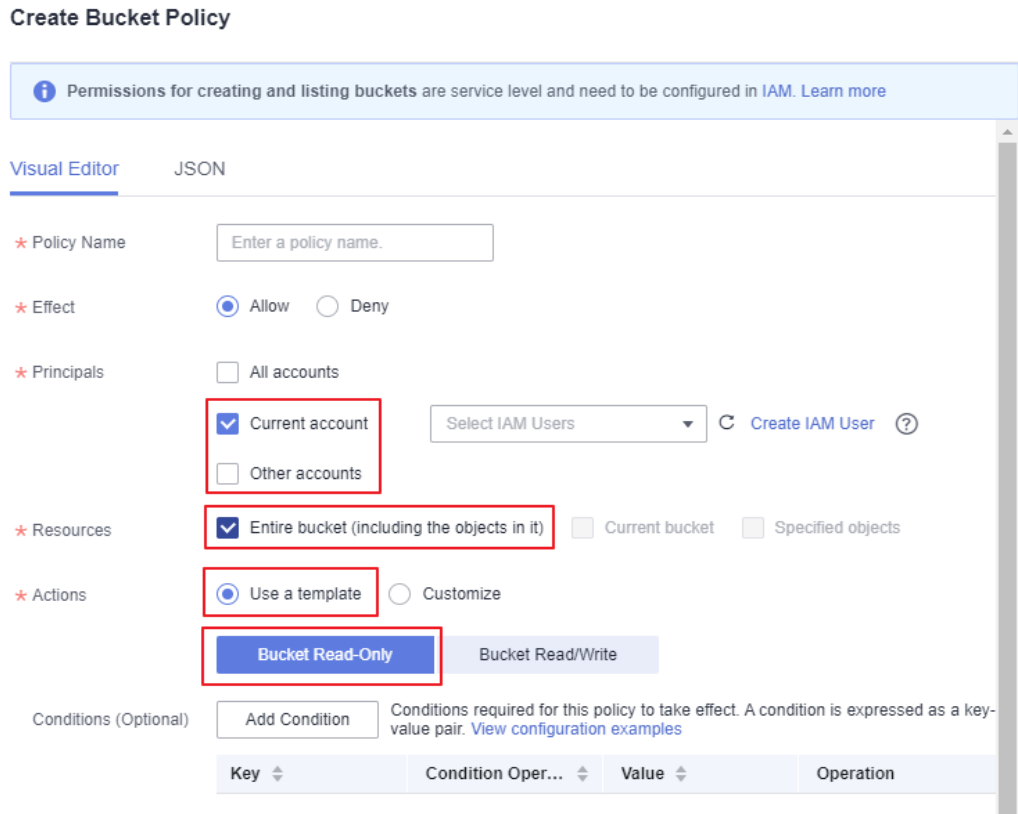 Create Bucket Policy
Permissions for creating and listing buckets are service level and need to be configured in IAM. Learn more
Visual Editor JSON
* Policy Name Enter a policy name.
* Effect Allow Deny
* Principals All accounts
Current account Select IAM Users Create IAM User ?
Other accounts
* Resources Entire bucket (including the objects in it) Current bucket Specified objects
* Actions Use a template Customize
Bucket Read-Only Bucket Read/Write
Conditions (Optional) Add Condition Conditions required for this policy to take effect. A condition is expressed as a key-
value pair. View configuration examples
Key Condition Oper... Value Operation